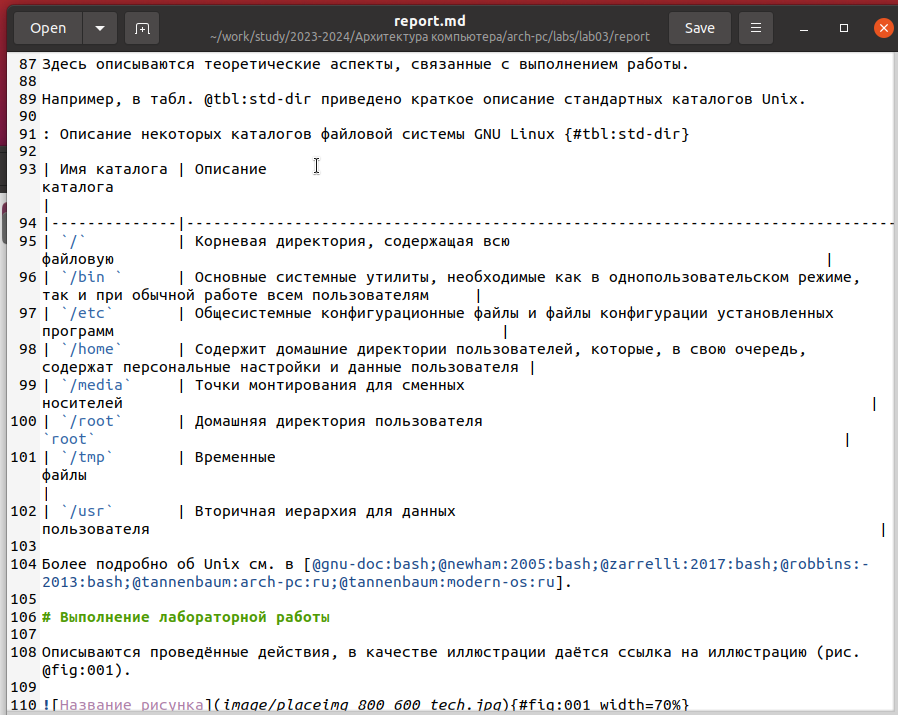 Open
report.md
~/work/study/2023-2024/Архитектура компьютера/arch-pc/labs/lab03/report
Save
87 Здесь описываются теоретические аспекты, связанные с выполнением работы.
88
89 Например, в табл. @tbl:std-dir приведено краткое описание стандартных каталогов Unix.
90
91 : Описание некоторых каталогов файловой системы GNU Linux {#tbl:std-dir}
92
93 | Имя каталога | Описание
каталога
|
94 |--------------|-------------------------------------------------------------------------------
95 | `/`          | Корневая директория, содержащая всю
файловую                                                                               |
96 | `/bin `      | Основные системные утилиты, необходимые как в однопользовательском режиме,
так и при обычной работе всем пользователям     |
97 | `/etc`       | Общесистемные конфигурационные файлы и файлы конфигурации установленных
программ                                           |
98 | `/home`      | Содержит домашние директории пользователей, которые, в свою очередь,
содержат персональные настройки и данные пользователя |
99 | `/media`     | Точки монтирования для сменных
носителей                                                                                   |
100 | `/root`      | Домашняя директория пользователя
`root`                                                                                   |
101 | `/tmp`       | Временные
файлы
|
102 | `/usr`       | Вторичная иерархия для данных
пользователя                                                                                 |
103
104 Более подробно об Unix см. в [@gnu-doc:bash;@newham:2005:bash;@zarrelli:2017:bash;@robbins:-
2013:bash;@tannenbaum:arch-pc:ru;@tannenbaum:modern-os:ru].
105
106 # Выполнение лабораторной работы
107
108 Описываются проведённые действия, в качестве иллюстрации даётся ссылка на иллюстрацию (рис.
@fig:001).
109
110 ![Название рисунка](image/placeimg_800_600_tech.jpg){#fig:001 width=70%}